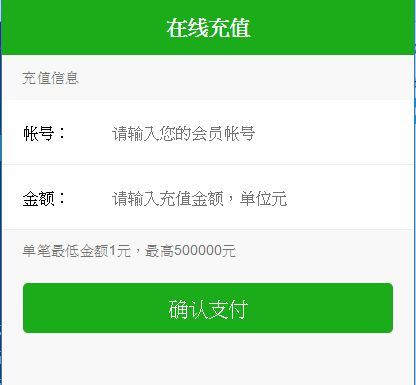 在线充值
充值信息
帐号： 请输入您的会员帐号
金额： 请输入充值金额，单位元
单笔最低金额1元，最高500000元
确认支付